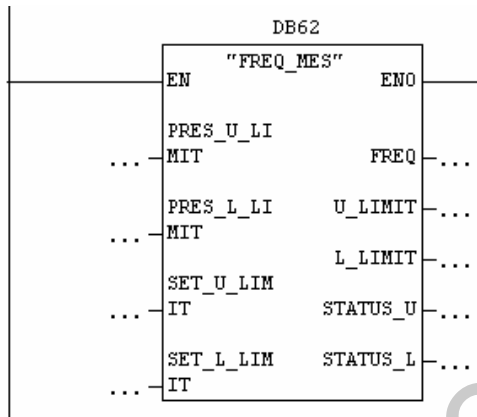 DB62
"FREQ_MES"
EN ENO
PRES_U_LI
... MIT FREQ ...
PRES_L_LI U_LIMIT ...
... MIT
L_LIMIT ...
SET_U_LIM
... IT STATUS_U ...
SET_L_LIM STATUS_L ...
... IT